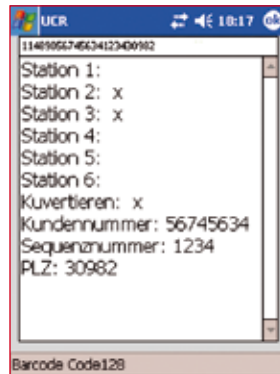 UCR 18:17 ok
Station 1:
Station 2: x
Station 3: x
Station 4:
Station 5:
Station 6:
Kuvertieren: x
Kundennummer: 56745634
Sequenznummer: 1234
PLZ: 30982
Barcode Code128